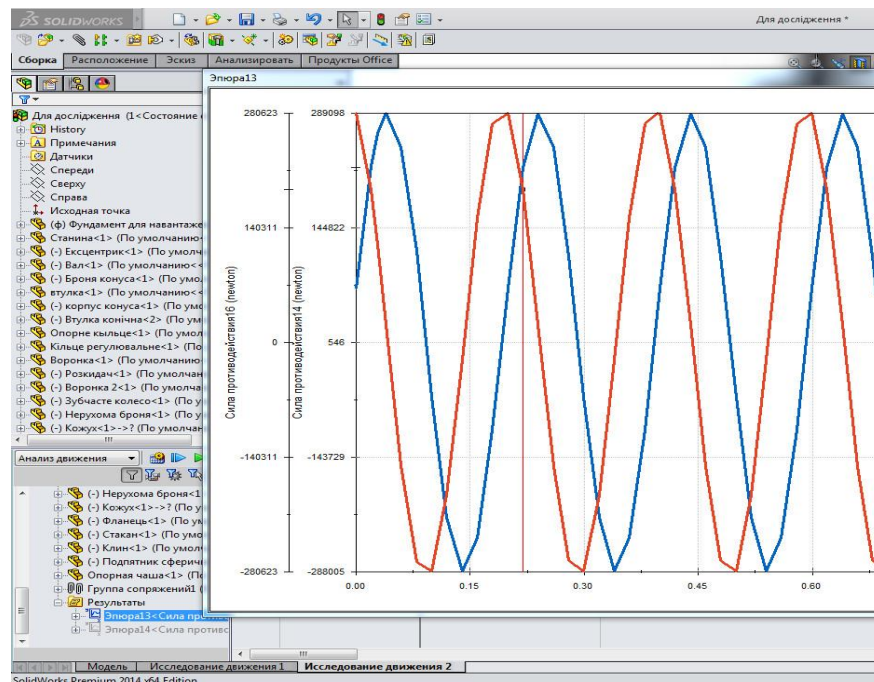 SOLIDWORKS
Для дослідження *
Сборка Расположение Эскиз Анализировать Продукты Office
Эпюра13
Для дослідження (1<Состояние
History
Примечания
Датчики
Спереди
Сверху
Справа
Исходная точка
(ф) Фундамент для навантаже
Станина<1> (По умолчанию
(-) Ексцентрик<1> (По умолч
(-) Вал<1> (По умолчанию<<
(-) Броня конуса<1> (По умо.
втулка<1> (По умолчанию<<
(-) корпус конуса<1> (По умо
(-) Втулка конічна<2> (По ум
Опорне кыльце<1> (По умол
Кільце регулювальне<1> (По
Воронка<1> (По умолчанию
(-) Розкидач<1> (По умолчан
(-) Воронка 2<1> (По умолча
(-) Зубчасте колесо<1> (По у
(-) Нерухома броня<1> (По у
(-) Кожух<1>->? (По умолчан
280623 289098
140311 144822
0 546
-140311 -143729
-280623 -288005
Сила противодействия16 (newton)
Сила противодействия14 (newton)
0.00 0.15 0.30 0.45 0.60
Анализ движения
(-) Нерухома броня<1
(-) Кожух<1>->? (По у
(-) Фланець<1> (По ум
(-) Стакан<1> (По умо
(-) Клин<1> (По умолч
(-) Подпятник сферич
Опорная чаша<1> (По
Группа сопряжений1 (
Результаты
Эпюра13<Сила про
Эпюра14<Сила противс
Модель Исследование движения 1 Исследование движения 2
SolidWorks Premium 2014 x64 Edition